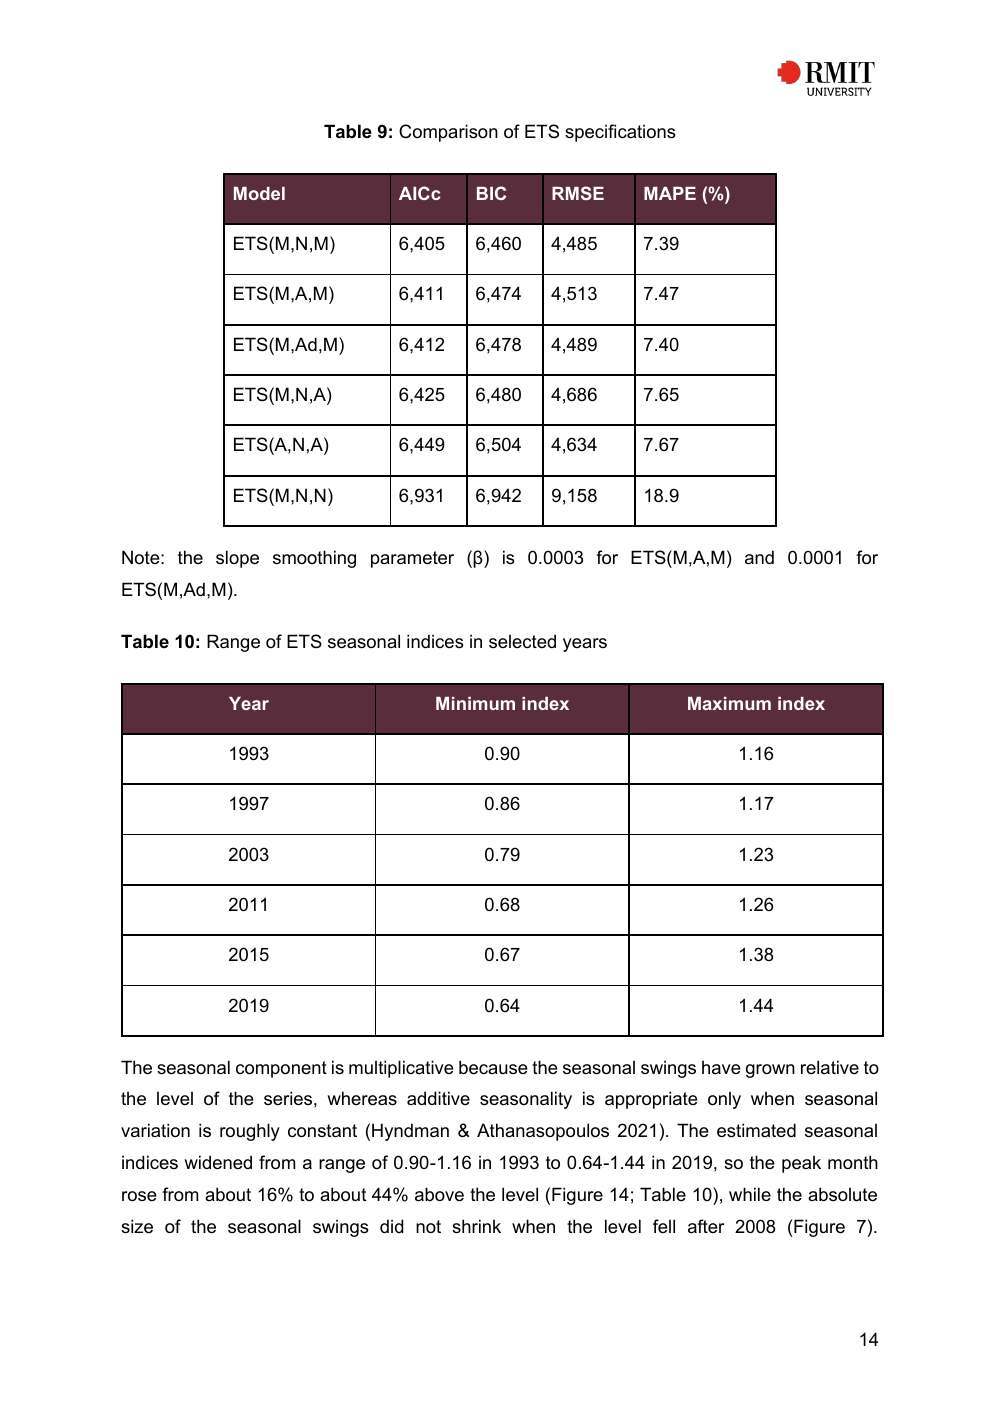 RMIT
UNIVERSITY
Table 9: Comparison of ETS specifications
Model AICc BIC RMSE MAPE (%)
ETS(M,N,M) 6,405 6,460 4,485 7.39
ETS(M,A,M) 6,411 6,474 4,513 7.47
ETS(M,Ad,M) 6,412 6,478 4,489 7.40
ETS(M,N,A) 6,425 6,480 4,686 7.65
ETS(A,N,A) 6,449 6,504 4,634 7.67
ETS(M,N,N) 6,931 6,942 9,158 18.9
Note: the slope smoothing parameter (β) is 0.0003 for ETS(M,A,M) and 0.0001 for
ETS(M,Ad,M).
Table 10: Range of ETS seasonal indices in selected years
Year Minimum index Maximum index
1993 0.90 1.16
1997 0.86 1.17
2003 0.79 1.23
2011 0.68 1.26
2015 0.67 1.38
2019 0.64 1.44
The seasonal component is multiplicative because the seasonal swings have grown relative to
the level of the series, whereas additive seasonality is appropriate only when seasonal
variation is roughly constant (Hyndman & Athanasopoulos 2021). The estimated seasonal
indices widened from a range of 0.90-1.16 in 1993 to 0.64-1.44 in 2019, so the peak month
rose from about 16% to about 44% above the level (Figure 14; Table 10), while the absolute
size of the seasonal swings did not shrink when the level fell after 2008 (Figure 7).
14